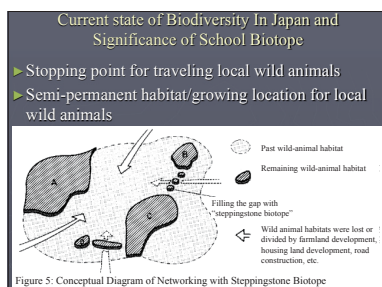 Current state of Biodiversity In Japan and
Significance of School Biotope
Stopping point for traveling local wild animals
Semi-permanent habitat/growing location for local
wild animals
Past wild-animal habitat
Remaining wild-animal habitat
A
B
C
Filling the gap with
"steppingstone biotope"
Wild animal habitats were lost or
divided by farmland development,
housing land development, road
construction, etc.
Figure 5: Conceptual Diagram of Networking with Steppingstone Biotope